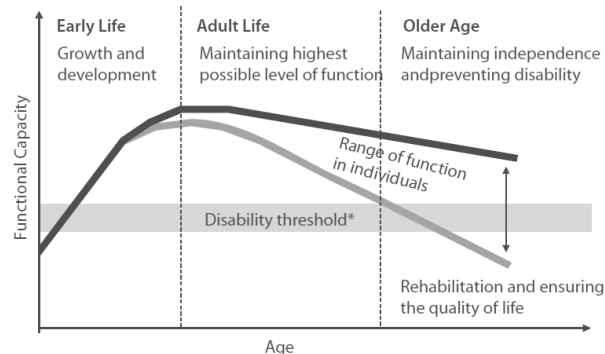 Early Life
Growth and
development
Adult Life
Maintaining highest
possible level of function
Older Age
Maintaining independence
andpreventing disability
Functional Capacity
Range of function
in individuals
Disability threshold*
Rehabilitation and ensuring
the quality of life
Age